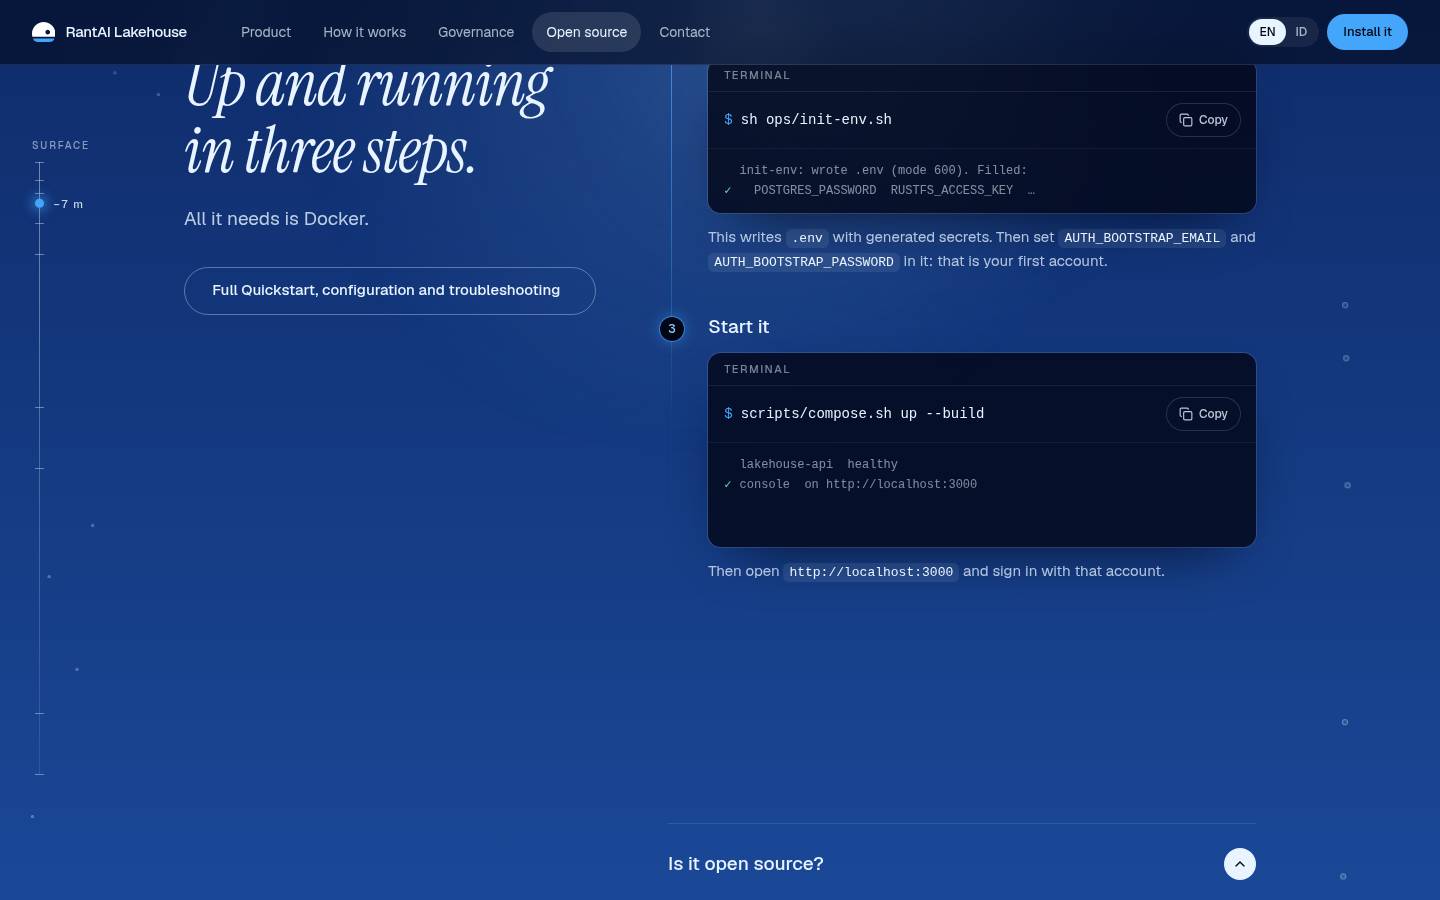 RantAI Lakehouse
Product
How it works
Governance
Open source
Contact
EN
ID
Install it
SURFACE
−7 m
Up and running
in three steps.
All it needs is Docker.
Full Quickstart, configuration and troubleshooting
TERMINAL
$ sh ops/init-env.sh
Copy
init-env: wrote .env (mode 600). Filled:
✓ POSTGRES_PASSWORD RUSTFS_ACCESS_KEY …
This writes .env with generated secrets. Then set AUTH_BOOTSTRAP_EMAIL and
AUTH_BOOTSTRAP_PASSWORD in it: that is your first account.
3
Start it
TERMINAL
$ scripts/compose.sh up --build
Copy
lakehouse-api healthy
✓ console on http://localhost:3000
Then open http://localhost:3000 and sign in with that account.
Is it open source?